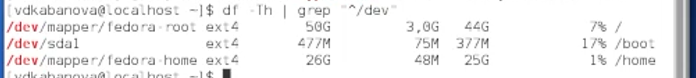 [vdkabanova@localhost ~]$ df -Th | grep "^/dev"
/dev/mapper/fedora-root ext4 50G 3,0G 44G 7% /
/dev/sda1 ext4 477M 75M 377M 17% /boot
/dev/mapper/fedora-home ext4 26G 48M 25G 1% /home
[vdkabanova@localhost ~]$